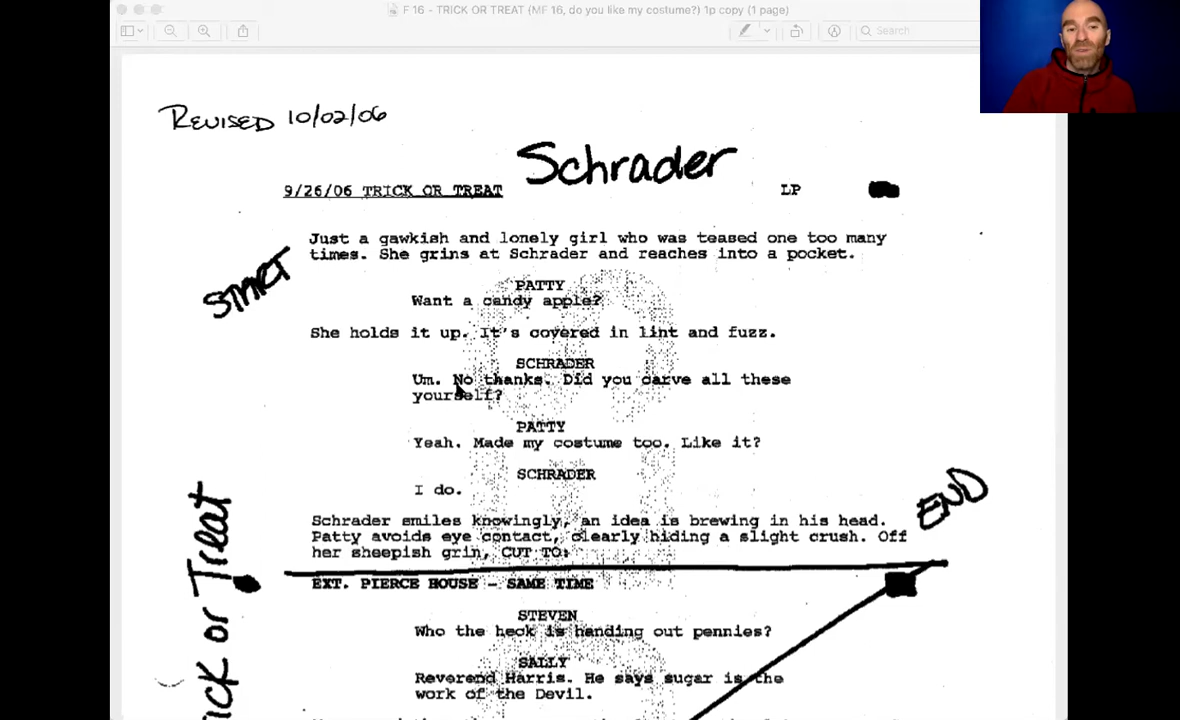 F 16 - TRICK OR TREAT (MF 16, do you like my costume?) 1p copy (1 page)
Search
REVISED 10/02/06
Schrader
9/26/06 TRICK OR TREAT LP
START
Just a gawkish and lonely girl who was teased one too many
times. She grins at Schrader and reaches into a pocket.
PATTY
Want a candy apple?
She holds it up. It's covered in lint and fuzz.
SCHRADER
Um. No thanks. Did you carve all these
yourself?
PATTY
Yeah. Made my costume too. Like it?
SCHRADER
I do.
END
Schrader smiles knowingly, an idea is brewing in his head.
Patty avoids eye contact, clearly hiding a slight crush. Off
her sheepish grin, CUT TO:
Trick or Treat
EXT. PIERCE HOUSE - SAME TIME
STEVEN
Who the heck is handing out pennies?
SALLY
Reverend Harris. He says sugar is the
work of the Devil.